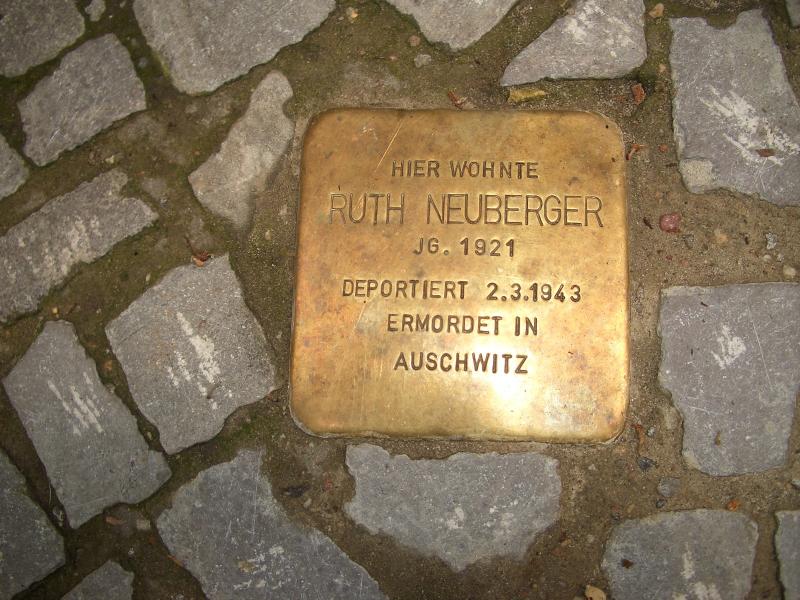 HIER WOHNTE
RUTH NEUBERGER
JG. 1921
DEPORTIERT 2.3.1943
ERMORDET IN
AUSCHWITZ